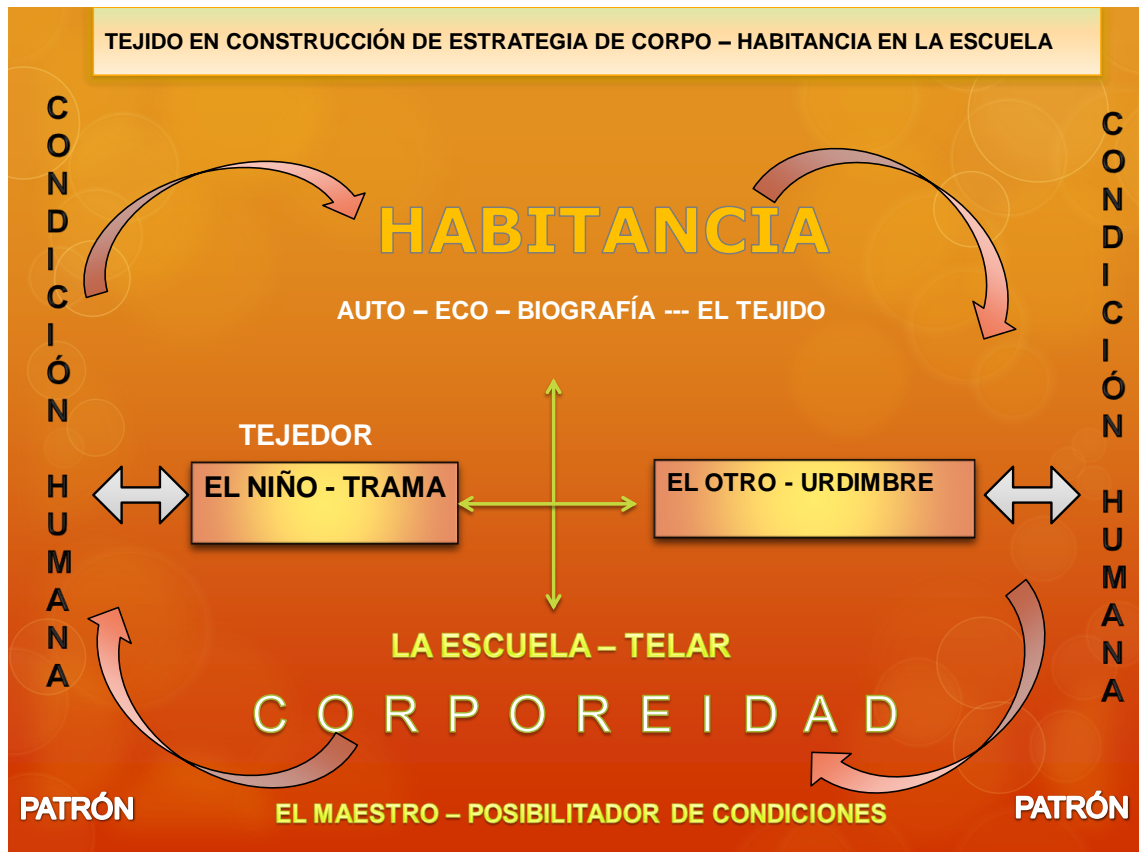 TEJIDO EN CONSTRUCCIÓN DE ESTRATEGIA DE CORPO – HABITANCIA EN LA ESCUELA
CONDICIÓN HUMANA
CONDICIÓN HUMANA
HABITANCIA
AUTO – ECO – BIOGRAFÍA --- EL TEJIDO
TEJEDOR
EL NIÑO - TRAMA
EL OTRO - URDIMBRE
LA ESCUELA – TELAR
CORPOREIDAD
PATRÓN
EL MAESTRO – POSIBILITADOR DE CONDICIONES
PATRÓN